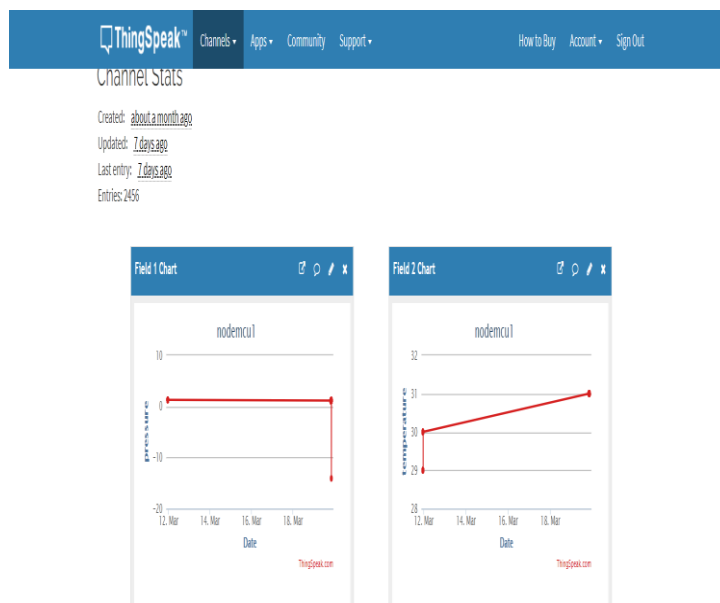 ThingSpeak™ Channels Apps Community Support How to Buy Account Sign Out
Channel Stats
Created: about a month ago
Updated: 7 days ago
Last entry: 7 days ago
Entries: 2456
Field 1 Chart
nodemcu1
pressure
10
0
-10
-20
12. Mar 14. Mar 16. Mar 18. Mar
Date
ThingSpeak.com
Field 2 Chart
nodemcu1
temperature
32
31
30
29
28
12. Mar 14. Mar 16. Mar 18. Mar
Date
ThingSpeak.com